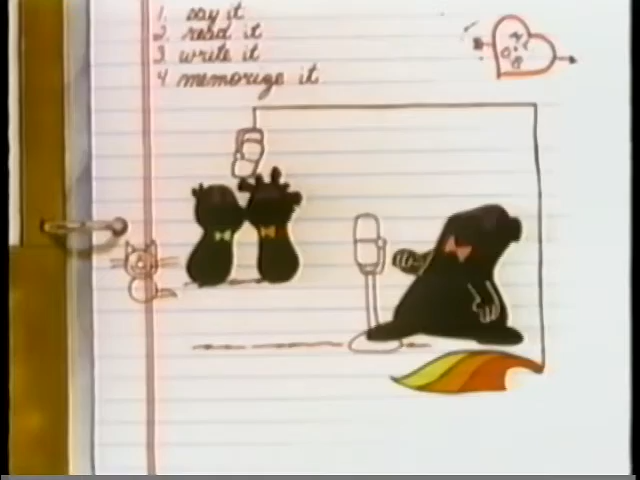 1. say it
2. read it
3. write it
4 memorize it